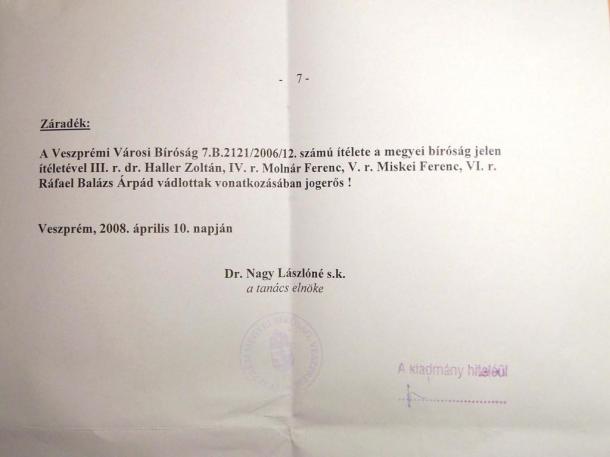 - 7 -
Záradék:
A Veszprémi Városi Bíróság 7.B.2121/2006/12. számú ítélete a megyei bíróság jelen
ítéletével III. r. dr. Haller Zoltán, IV. r. Molnár Ferenc, V. r. Miskei Ferenc, VI. r.
Ráfael Balázs Árpád vádlottak vonatkozásában jogerős !
Veszprém, 2008. április 10. napján
Dr. Nagy Lászlóné s.k.
a tanács elnöke
A kiadmány hiteléül